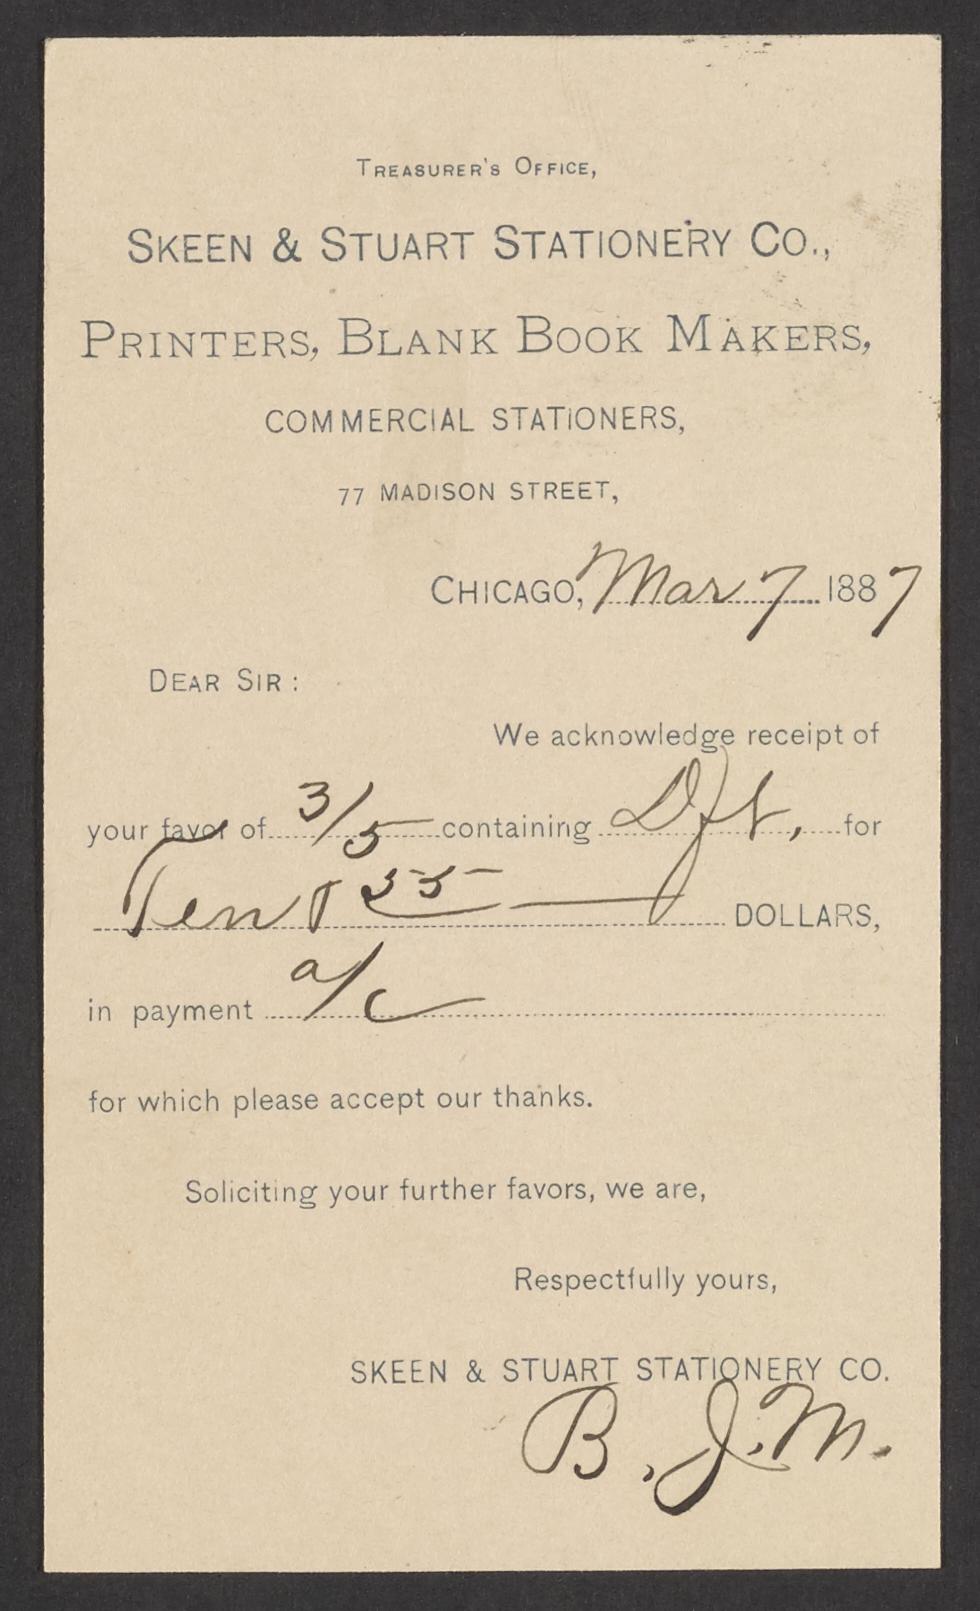 TREASURER'S OFFICE,
SKEEN & STUART STATIONERY CO.,
PRINTERS, BLANK BOOK MAKERS,
COMMERCIAL STATIONERS,
77 MADISON STREET,
CHICAGO, Mar 7 1887
DEAR SIR:
We acknowledge receipt of
your favor of 3/5 containing Dft, for
Ten & 55 DOLLARS,
in payment a/c
for which please accept our thanks.
Soliciting your further favors, we are,
Respectfully yours,
SKEEN & STUART STATIONERY CO.
B. J. M.